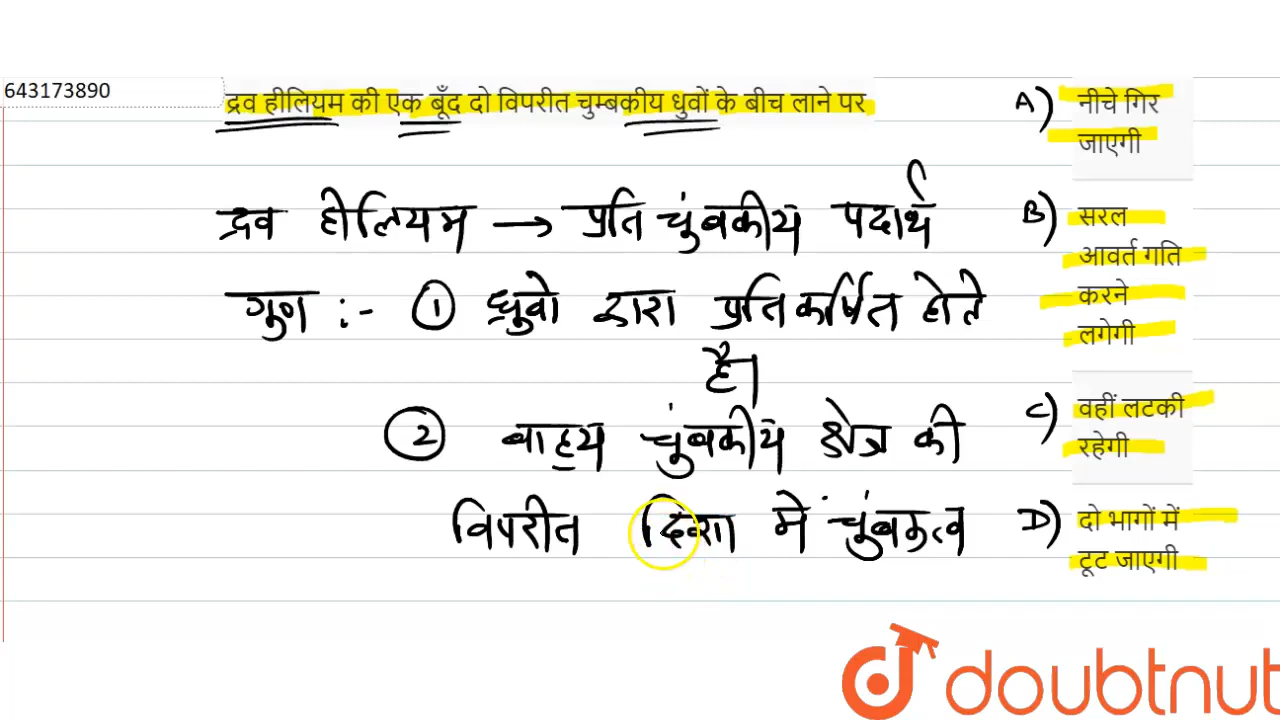 643173890
द्रव हीलियम की एक बूँद दो विपरीत चुम्बकीय धुवों के बीच लाने पर
A) नीचे गिर
जाएगी
द्रव हीलियम → प्रति चुंबकीय पदार्थ
B) सरल
आवर्त गति
करने
लगेगी
गुण :- ① ध्रुवो द्वारा प्रतिकर्षित होते
है।
C) वहीं लटकी
रहेगी
② बाह्य चुंबकीय क्षेत्र की
विपरीत दिशा में चुंबकत्व
D) दो भागों में
टूट जाएगी
doubtnut